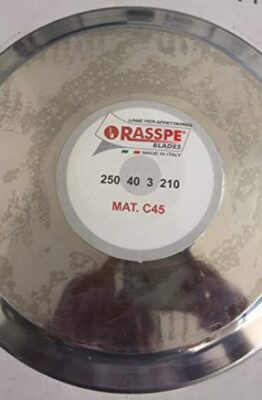 LAME PER AFFETTATRICI
RASSPE®
BLADES
MADE IN ITALY
250 40 3 210
MAT. C45